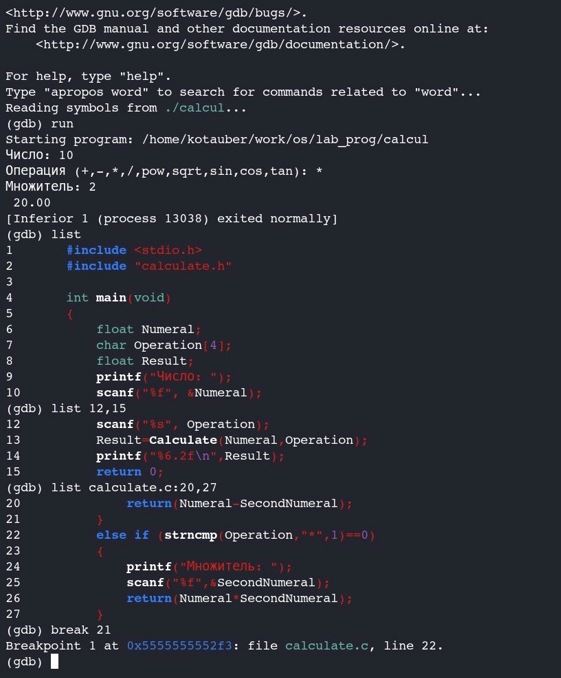 <http://www.gnu.org/software/gdb/bugs/>.
Find the GDB manual and other documentation resources online at:
    <http://www.gnu.org/software/gdb/documentation/>.

For help, type "help".
Type "apropos word" to search for commands related to "word"...
Reading symbols from ./calcul...
(gdb) run
Starting program: /home/kotauber/work/os/lab_prog/calcul
Число: 10
Операция (+,-,*,/,pow,sqrt,sin,cos,tan): *
Множитель: 2
 20.00
[Inferior 1 (process 13038) exited normally]
(gdb) list
1       #include <stdio.h>
2       #include "calculate.h"
3
4       int main(void)
5       {
6           float Numeral;
7           char Operation[4];
8           float Result;
9           printf("Число: ");
10          scanf("%f", &Numeral);
(gdb) list 12,15
12          scanf("%s", Operation);
13          Result=Calculate(Numeral,Operation);
14          printf("%6.2f\n",Result);
15          return 0;
(gdb) list calculate.c:20,27
20              return(Numeral-SecondNumeral);
21          }
22          else if (strncmp(Operation,"*",1)==0)
23          {
24              printf("Множитель: ");
25              scanf("%f",&SecondNumeral);
26              return(Numeral*SecondNumeral);
27          }
(gdb) break 21
Breakpoint 1 at 0x5555555552f3: file calculate.c, line 22.
(gdb)